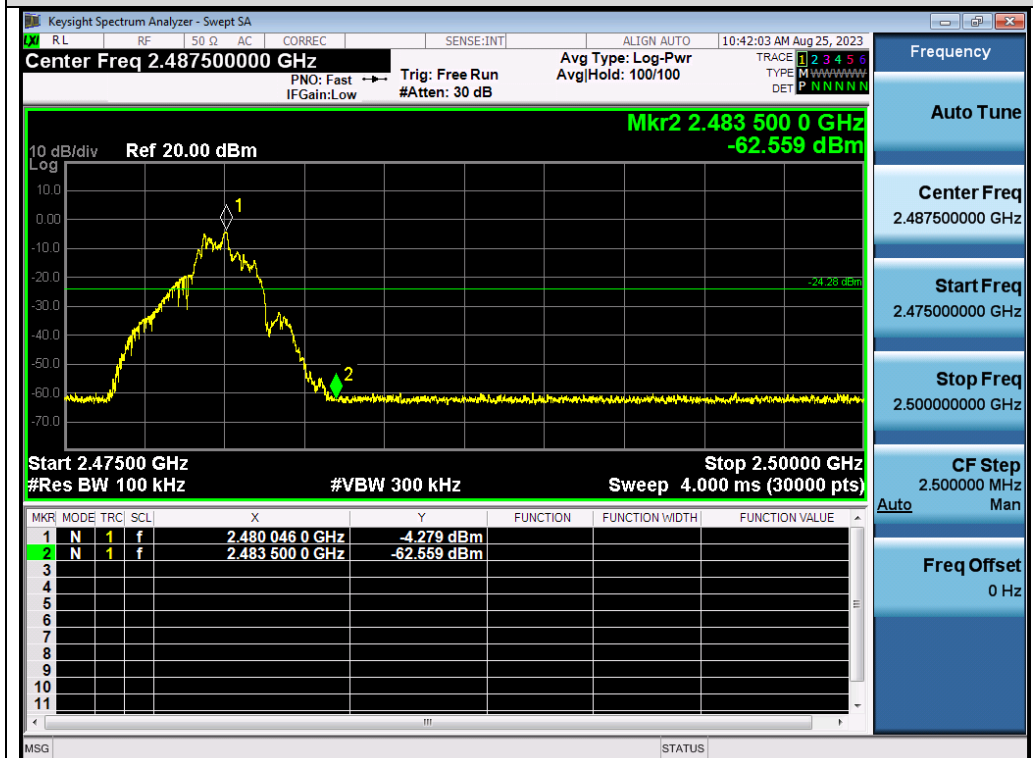 Keysight Spectrum Analyzer - Swept SA
LXI RL RF 50 Ω AC CORREC SENSE:INT ALIGN AUTO 10:42:03 AM Aug 25, 2023
Center Freq 2.487500000 GHz
PNO: Fast
IFGain:Low
Trig: Free Run
#Atten: 30 dB
Avg Type: Log-Pwr
Avg|Hold: 100/100
TRACE 1 2 3 4 5 6
TYPE M WWWWW
DET P N N N N N
Mkr2 2.483 500 0 GHz
-62.559 dBm
10 dB/div Ref 20.00 dBm
Log
10.0
0.00
-10.0
-20.0
-30.0
-40.0
-50.0
-60.0
-70.0
1
2
-24.28 dBm
Start 2.47500 GHz Stop 2.50000 GHz
#Res BW 100 kHz #VBW 300 kHz Sweep 4.000 ms (30000 pts)
MKR MODE TRC SCL X Y FUNCTION FUNCTION WIDTH FUNCTION VALUE
1 N 1 f 2.480 046 0 GHz -4.279 dBm
2 N 1 f 2.483 500 0 GHz -62.559 dBm
3
4
5
6
7
8
9
10
11
MSG STATUS
Frequency
Auto Tune
Center Freq
2.487500000 GHz
Start Freq
2.475000000 GHz
Stop Freq
2.500000000 GHz
CF Step
2.500000 MHz
Auto Man
Freq Offset
0 Hz